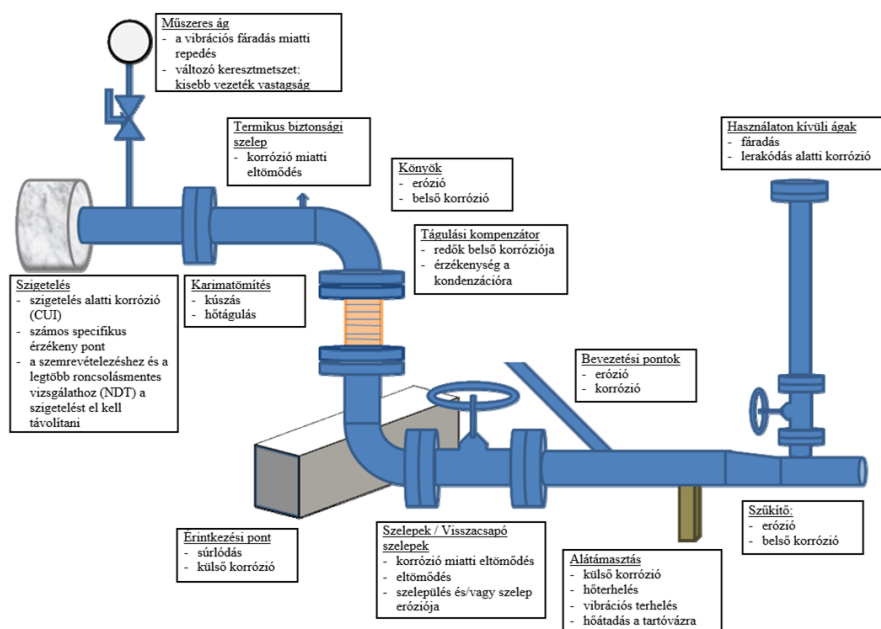 Műszeres ág
- a vibrációs fáradás miatti
repedés
- változó keresztmetszet:
kisebb vezeték vastagság
Termikus biztonsági
szelep
- korrózió miatti
eltömődés
Könyök
- erózió
- belső korrózió
Használaton kívüli ágak
- fáradás
- lerakódás alatti korrózió
Tágulási kompenzátor
- redők belső korróziója
- érzékenység a
kondenzációra
Szigetelés
- szigetelés alatti korrózió
(CUI)
- számos specifikus
érzékeny pont
- a szemrevételezéshez és a
legtöbb roncsolásmentes
vizsgálathoz (NDT) a
szigetelést el kell
távolítani
Karimatömítés
- kúszás
- hőtágulás
Bevezetési pontok
- erózió
- korrózió
Érintkezési pont
- súrlódás
- külső korrózió
Szelepek / Visszacsapó
szelepek
- korrózió miatti eltömődés
- eltömődés
- szelepülés és/vagy szelep
eróziója
Alátámasztás
- külső korrózió
- hőterhelés
- vibrációs terhelés
- hőátadás a tartóvázra
Szűkítő:
- erózió
- belső korrózió